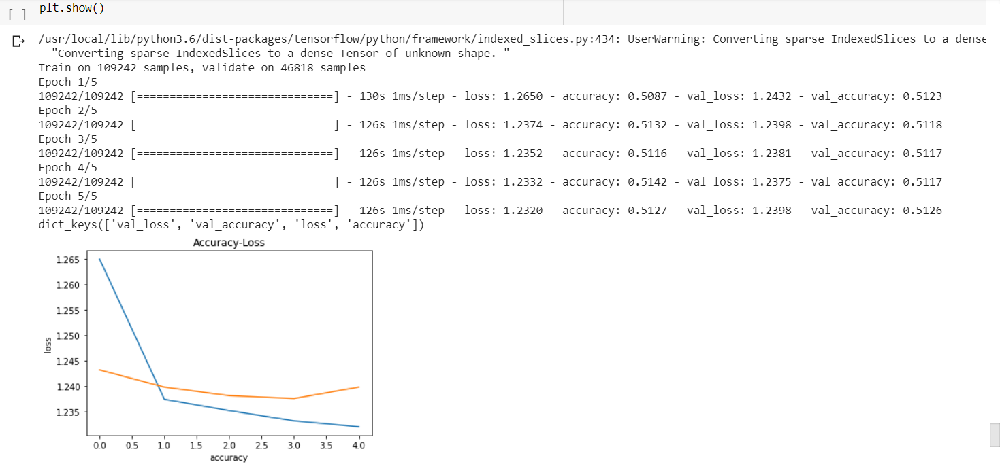 plt.show()
[ ]
/usr/local/lib/python3.6/dist-packages/tensorflow/python/framework/indexed_slices.py:434: UserWarning: Converting sparse IndexedSlices to a dense
"Converting sparse IndexedSlices to a dense Tensor of unknown shape. "
Train on 109242 samples, validate on 46818 samples
Epoch 1/5
109242/109242 [==============================] - 130s 1ms/step - loss: 1.2650 - accuracy: 0.5087 - val_loss: 1.2432 - val_accuracy: 0.5123
Epoch 2/5
109242/109242 [==============================] - 126s 1ms/step - loss: 1.2374 - accuracy: 0.5132 - val_loss: 1.2398 - val_accuracy: 0.5118
Epoch 3/5
109242/109242 [==============================] - 126s 1ms/step - loss: 1.2352 - accuracy: 0.5116 - val_loss: 1.2381 - val_accuracy: 0.5117
Epoch 4/5
109242/109242 [==============================] - 126s 1ms/step - loss: 1.2332 - accuracy: 0.5142 - val_loss: 1.2375 - val_accuracy: 0.5117
Epoch 5/5
109242/109242 [==============================] - 126s 1ms/step - loss: 1.2320 - accuracy: 0.5127 - val_loss: 1.2398 - val_accuracy: 0.5126
dict_keys(['val_loss', 'val_accuracy', 'loss', 'accuracy'])
Accuracy-Loss
1.265
1.260
1.255
1.250
1.245
1.240
1.235
loss
0.0 0.5 1.0 1.5 2.0 2.5 3.0 3.5 4.0
accuracy